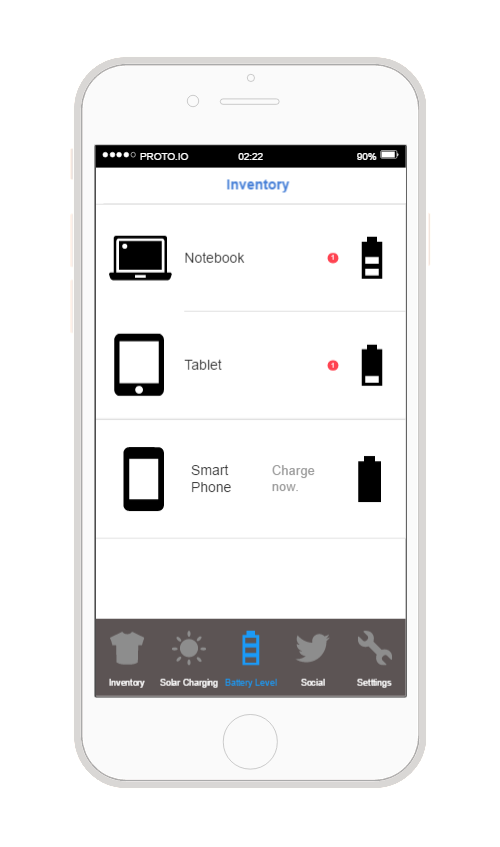 PROTO.IO 02:22 90%
Inventory
Notebook 1
Tablet 1
Smart Charge
Phone now.
Inventory Solar Charging Battery Level Social Setttings